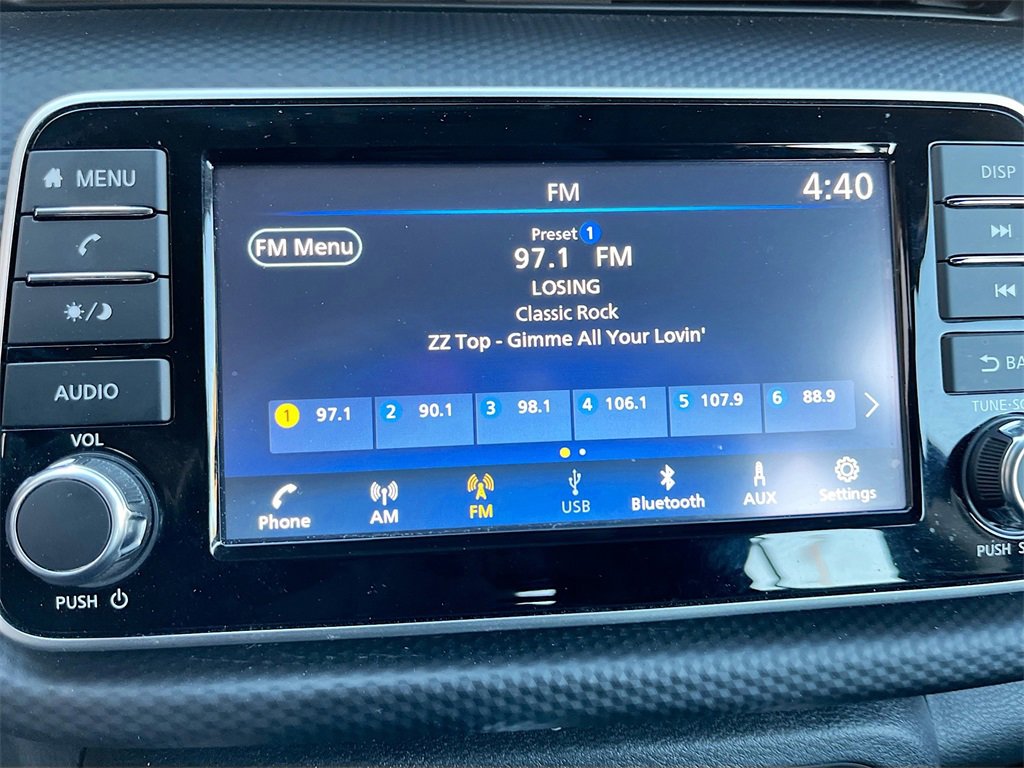 MENU
AUDIO
VOL
PUSH
FM
4:40
FM Menu
Preset 1
97.1 FM
LOSING
Classic Rock
ZZ Top - Gimme All Your Lovin'
1 97.1
2 90.1
3 98.1
4 106.1
5 107.9
6 88.9
Phone
AM
FM
USB
Bluetooth
AUX
Settings
DISP
BA
TUNE·SC
PUSH S